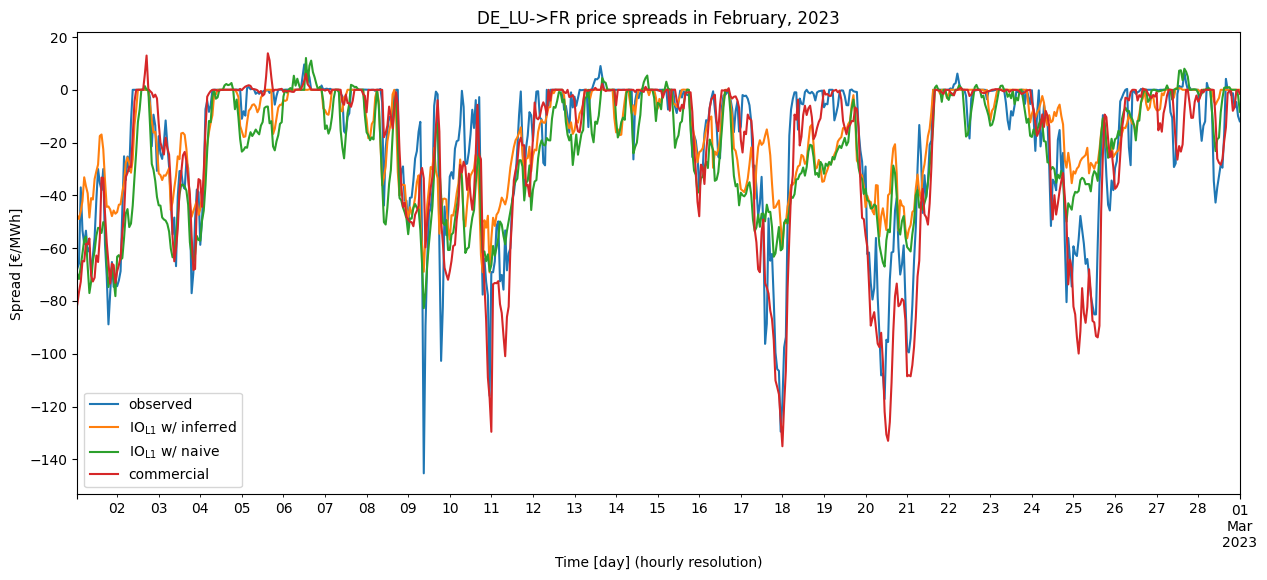 DE_LU->FR price spreads in February, 2023
Spread [€/MWh]
20
0
−20
−40
−60
−80
−100
−120
−140
observed
IO_L1 w/ inferred
IO_L1 w/ naive
commercial
02 03 04 05 06 07 08 09 10 11 12 13 14 15 16 17 18 19 20 21 22 23 24 25 26 27 28 01
Mar
2023
Time [day] (hourly resolution)